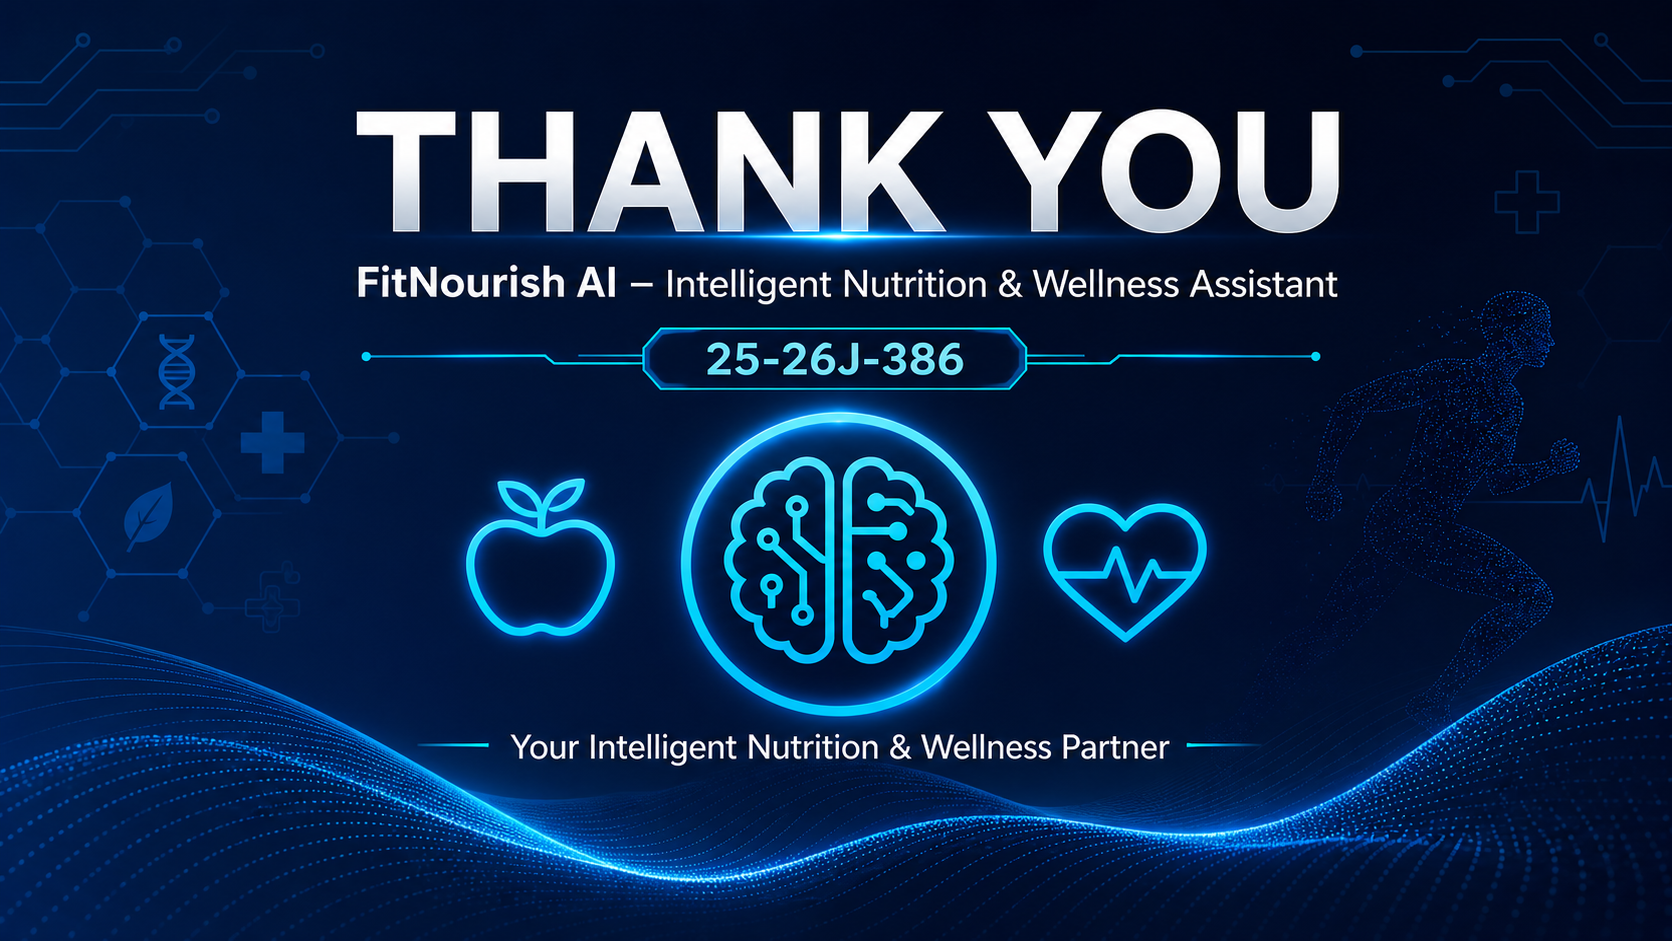 THANK YOU
FitNourish AI – Intelligent Nutrition & Wellness Assistant
25-26J-386
Your Intelligent Nutrition & Wellness Partner